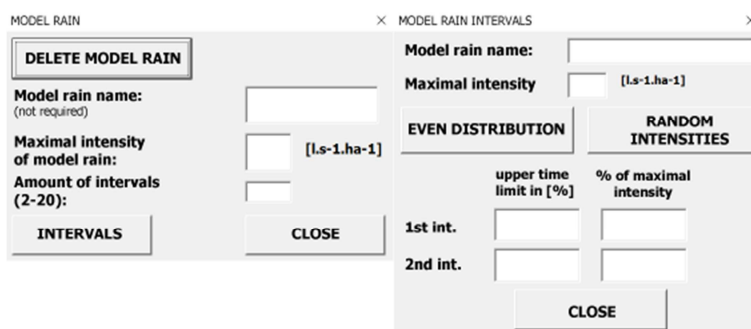 MODEL RAIN
DELETE MODEL RAIN
Model rain name:
(not required)
Maximal intensity
of model rain:
[l.s-1.ha-1]
Amount of intervals
(2-20):
INTERVALS
CLOSE
MODEL RAIN INTERVALS
Model rain name:
Maximal intensity
[l.s-1.ha-1]
EVEN DISTRIBUTION
RANDOM
INTENSITIES
upper time
limit in [%]
% of maximal
intensity
1st int.
2nd int.
CLOSE